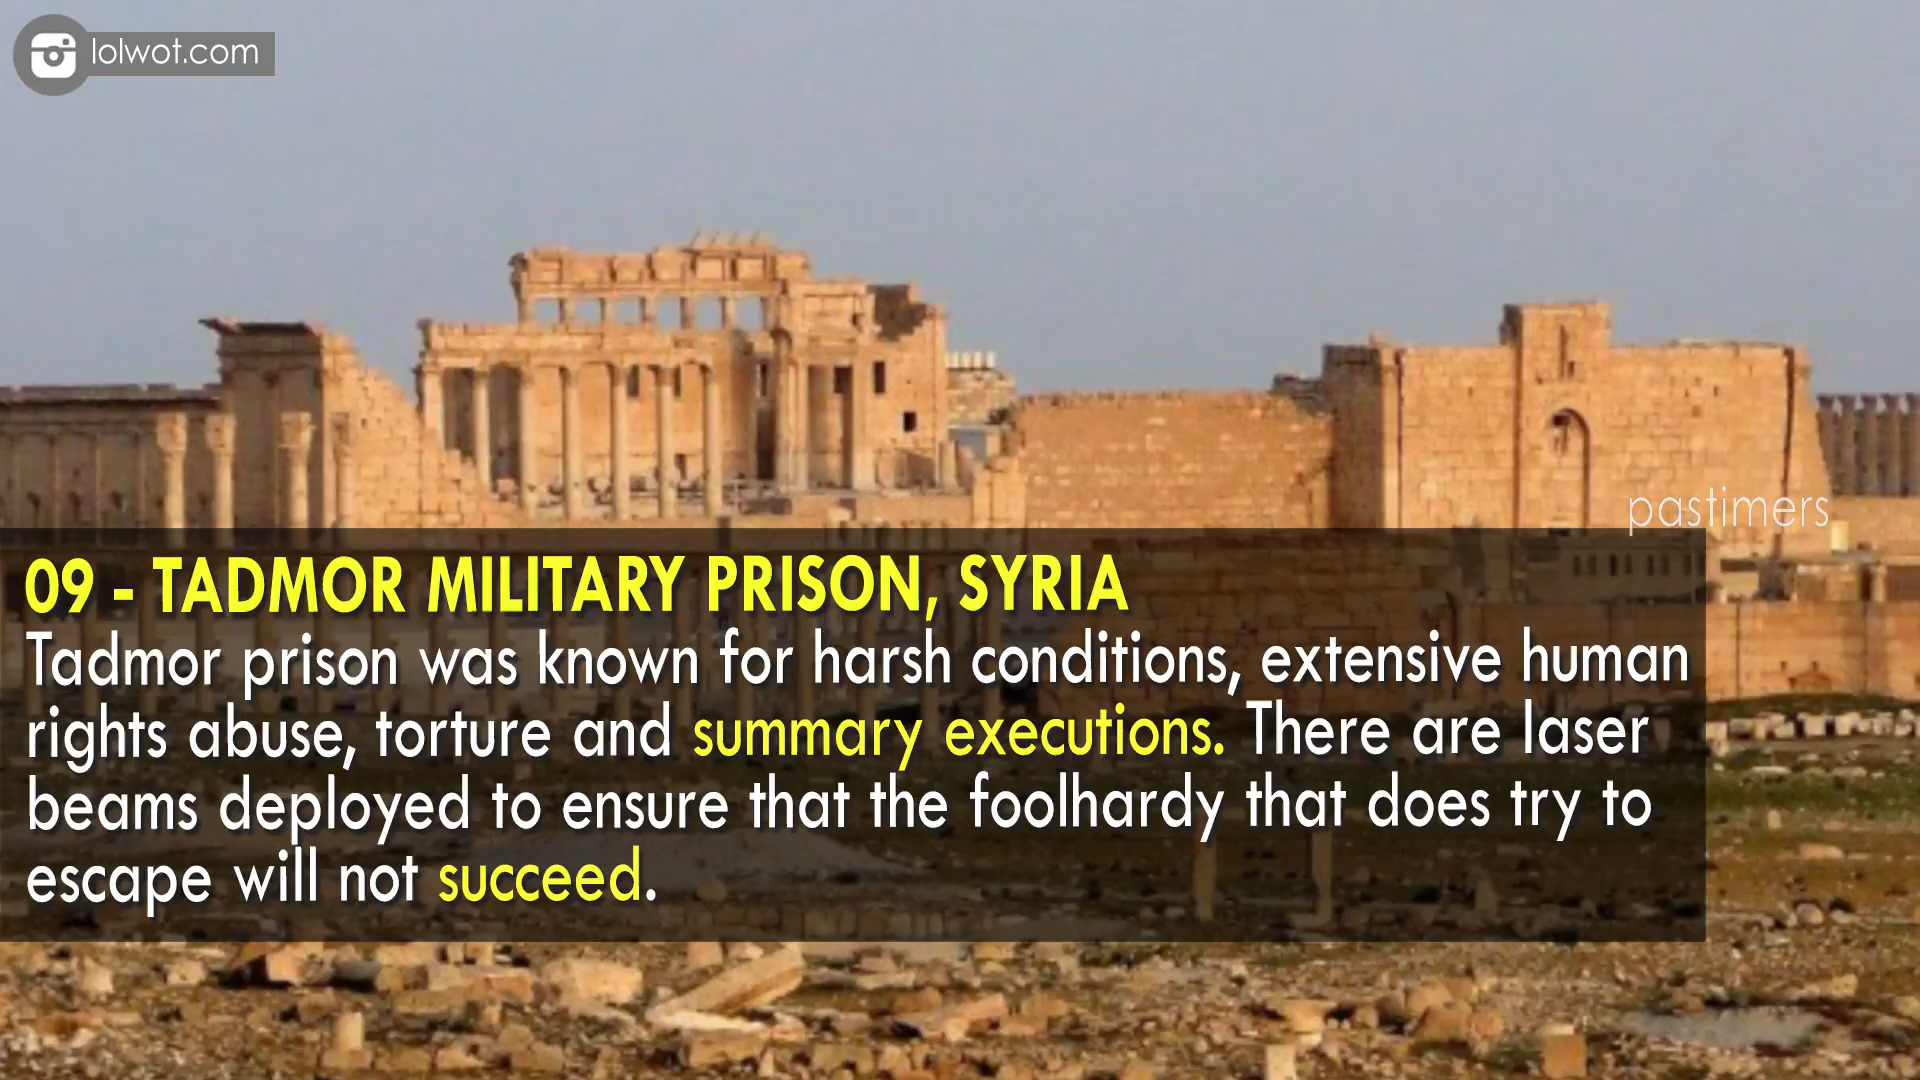 lolwot.com
pastimers
09 - TADMOR MILITARY PRISON, SYRIA
Tadmor prison was known for harsh conditions, extensive human
rights abuse, torture and summary executions. There are laser
beams deployed to ensure that the foolhardy that does try to
escape will not succeed.